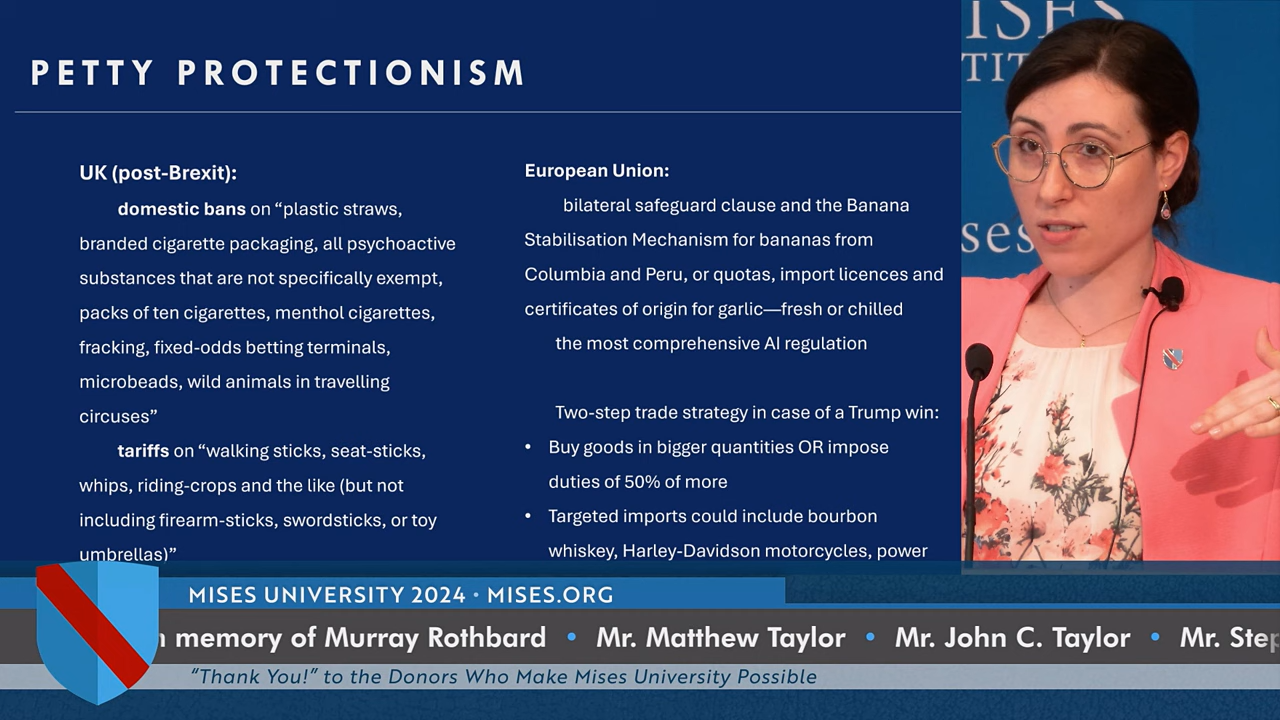 PETTY PROTECTIONISM
UK (post-Brexit):
domestic bans on “plastic straws,
branded cigarette packaging, all psychoactive
substances that are not specifically exempt,
packs of ten cigarettes, menthol cigarettes,
fracking, fixed-odds betting terminals,
microbeads, wild animals in travelling
circuses”
tariffs on “walking sticks, seat-sticks,
whips, riding-crops and the like (but not
including firearm-sticks, swordsticks, or toy
umbrellas)”
European Union:
bilateral safeguard clause and the Banana
Stabilisation Mechanism for bananas from
Columbia and Peru, or quotas, import licences and
certificates of origin for garlic—fresh or chilled
the most comprehensive AI regulation
Two-step trade strategy in case of a Trump win:
• Buy goods in bigger quantities OR impose
duties of 50% of more
• Targeted imports could include bourbon
whiskey, Harley-Davidson motorcycles, power
MISES UNIVERSITY 2024 • MISES.ORG
memory of Murray Rothbard • Mr. Matthew Taylor • Mr. John C. Taylor • Mr.
“Thank You!” to the Donors Who Make Mises University Possible